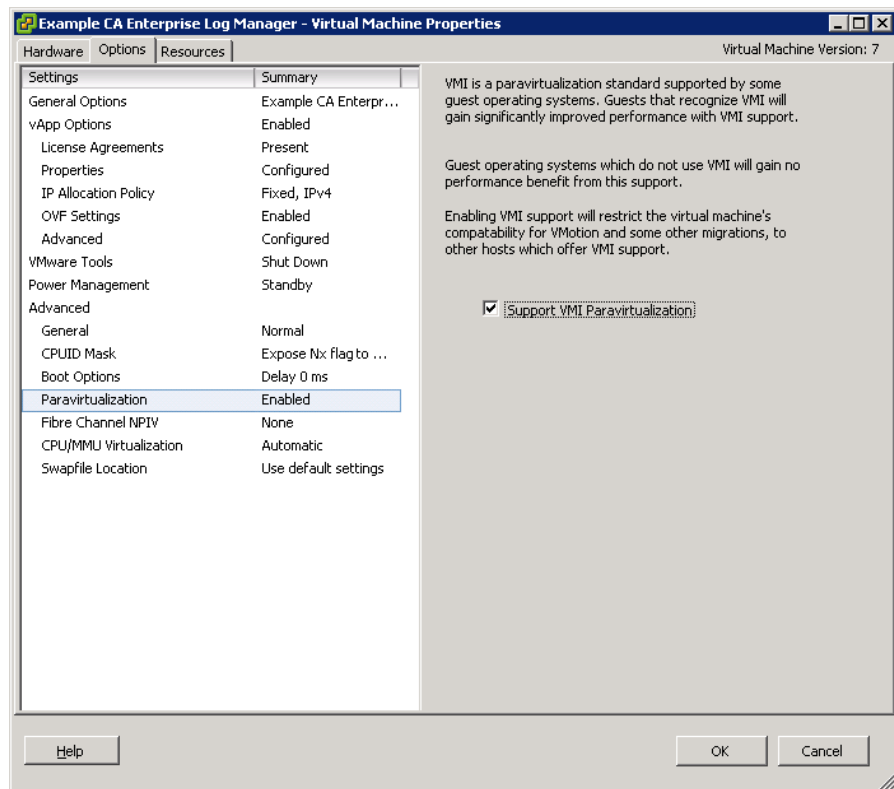 Example CA Enterprise Log Manager - Virtual Machine Properties
Hardware Options Resources Virtual Machine Version: 7
Settings Summary
General Options Example CA Enterpr...
vApp Options Enabled
License Agreements Present
Properties Configured
IP Allocation Policy Fixed, IPv4
OVF Settings Enabled
Advanced Configured
VMware Tools Shut Down
Power Management Standby
Advanced
General Normal
CPUID Mask Expose Nx flag to ...
Boot Options Delay 0 ms
Paravirtualization Enabled
Fibre Channel NPIV None
CPU/MMU Virtualization Automatic
Swapfile Location Use default settings
VMI is a paravirtualization standard supported by some
guest operating systems. Guests that recognize VMI will
gain significantly improved performance with VMI support.
Guest operating systems which do not use VMI will gain no
performance benefit from this support.
Enabling VMI support will restrict the virtual machine's
compatability for VMotion and some other migrations, to
other hosts which offer VMI support.
Support VMI Paravirtualization
Help OK Cancel